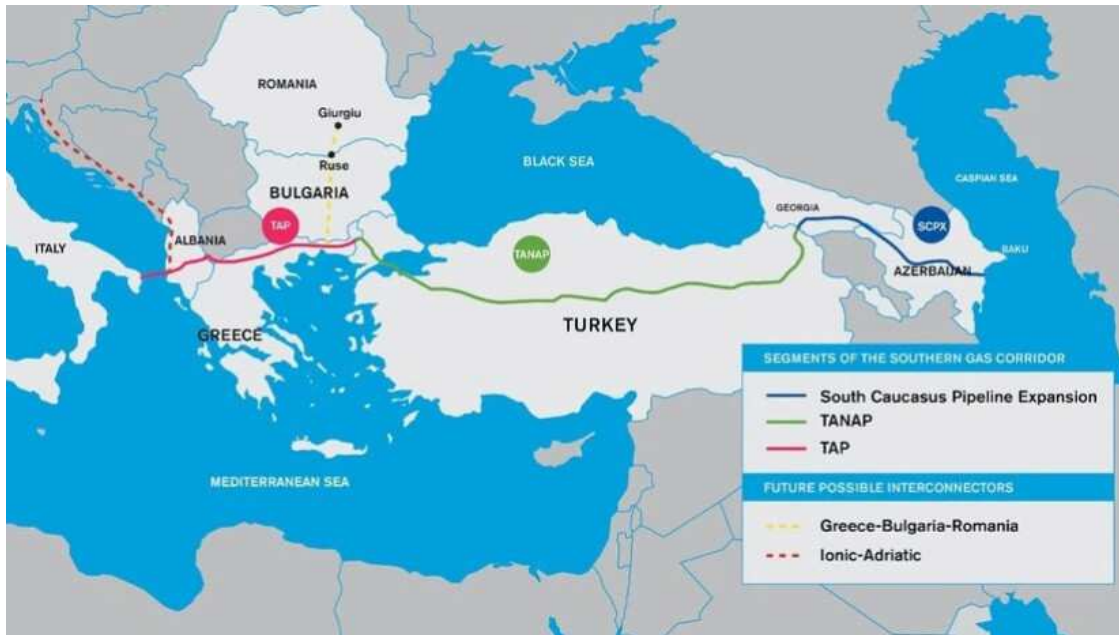 ROMANIA
Giurgiu
Ruse
BULGARIA
BLACK SEA
CASPIAN SEA
GEORGIA
SCPX
TAP
ITALY
ALBANIA
TANAP
BAKU
AZERBAIJAN
GREECE
TURKEY
MEDITERRANEAN SEA
SEGMENTS OF THE SOUTHERN GAS CORRIDOR
South Caucasus Pipeline Expansion
TANAP
TAP
FUTURE POSSIBLE INTERCONNECTORS
Greece-Bulgaria-Romania
Ionic-Adriatic